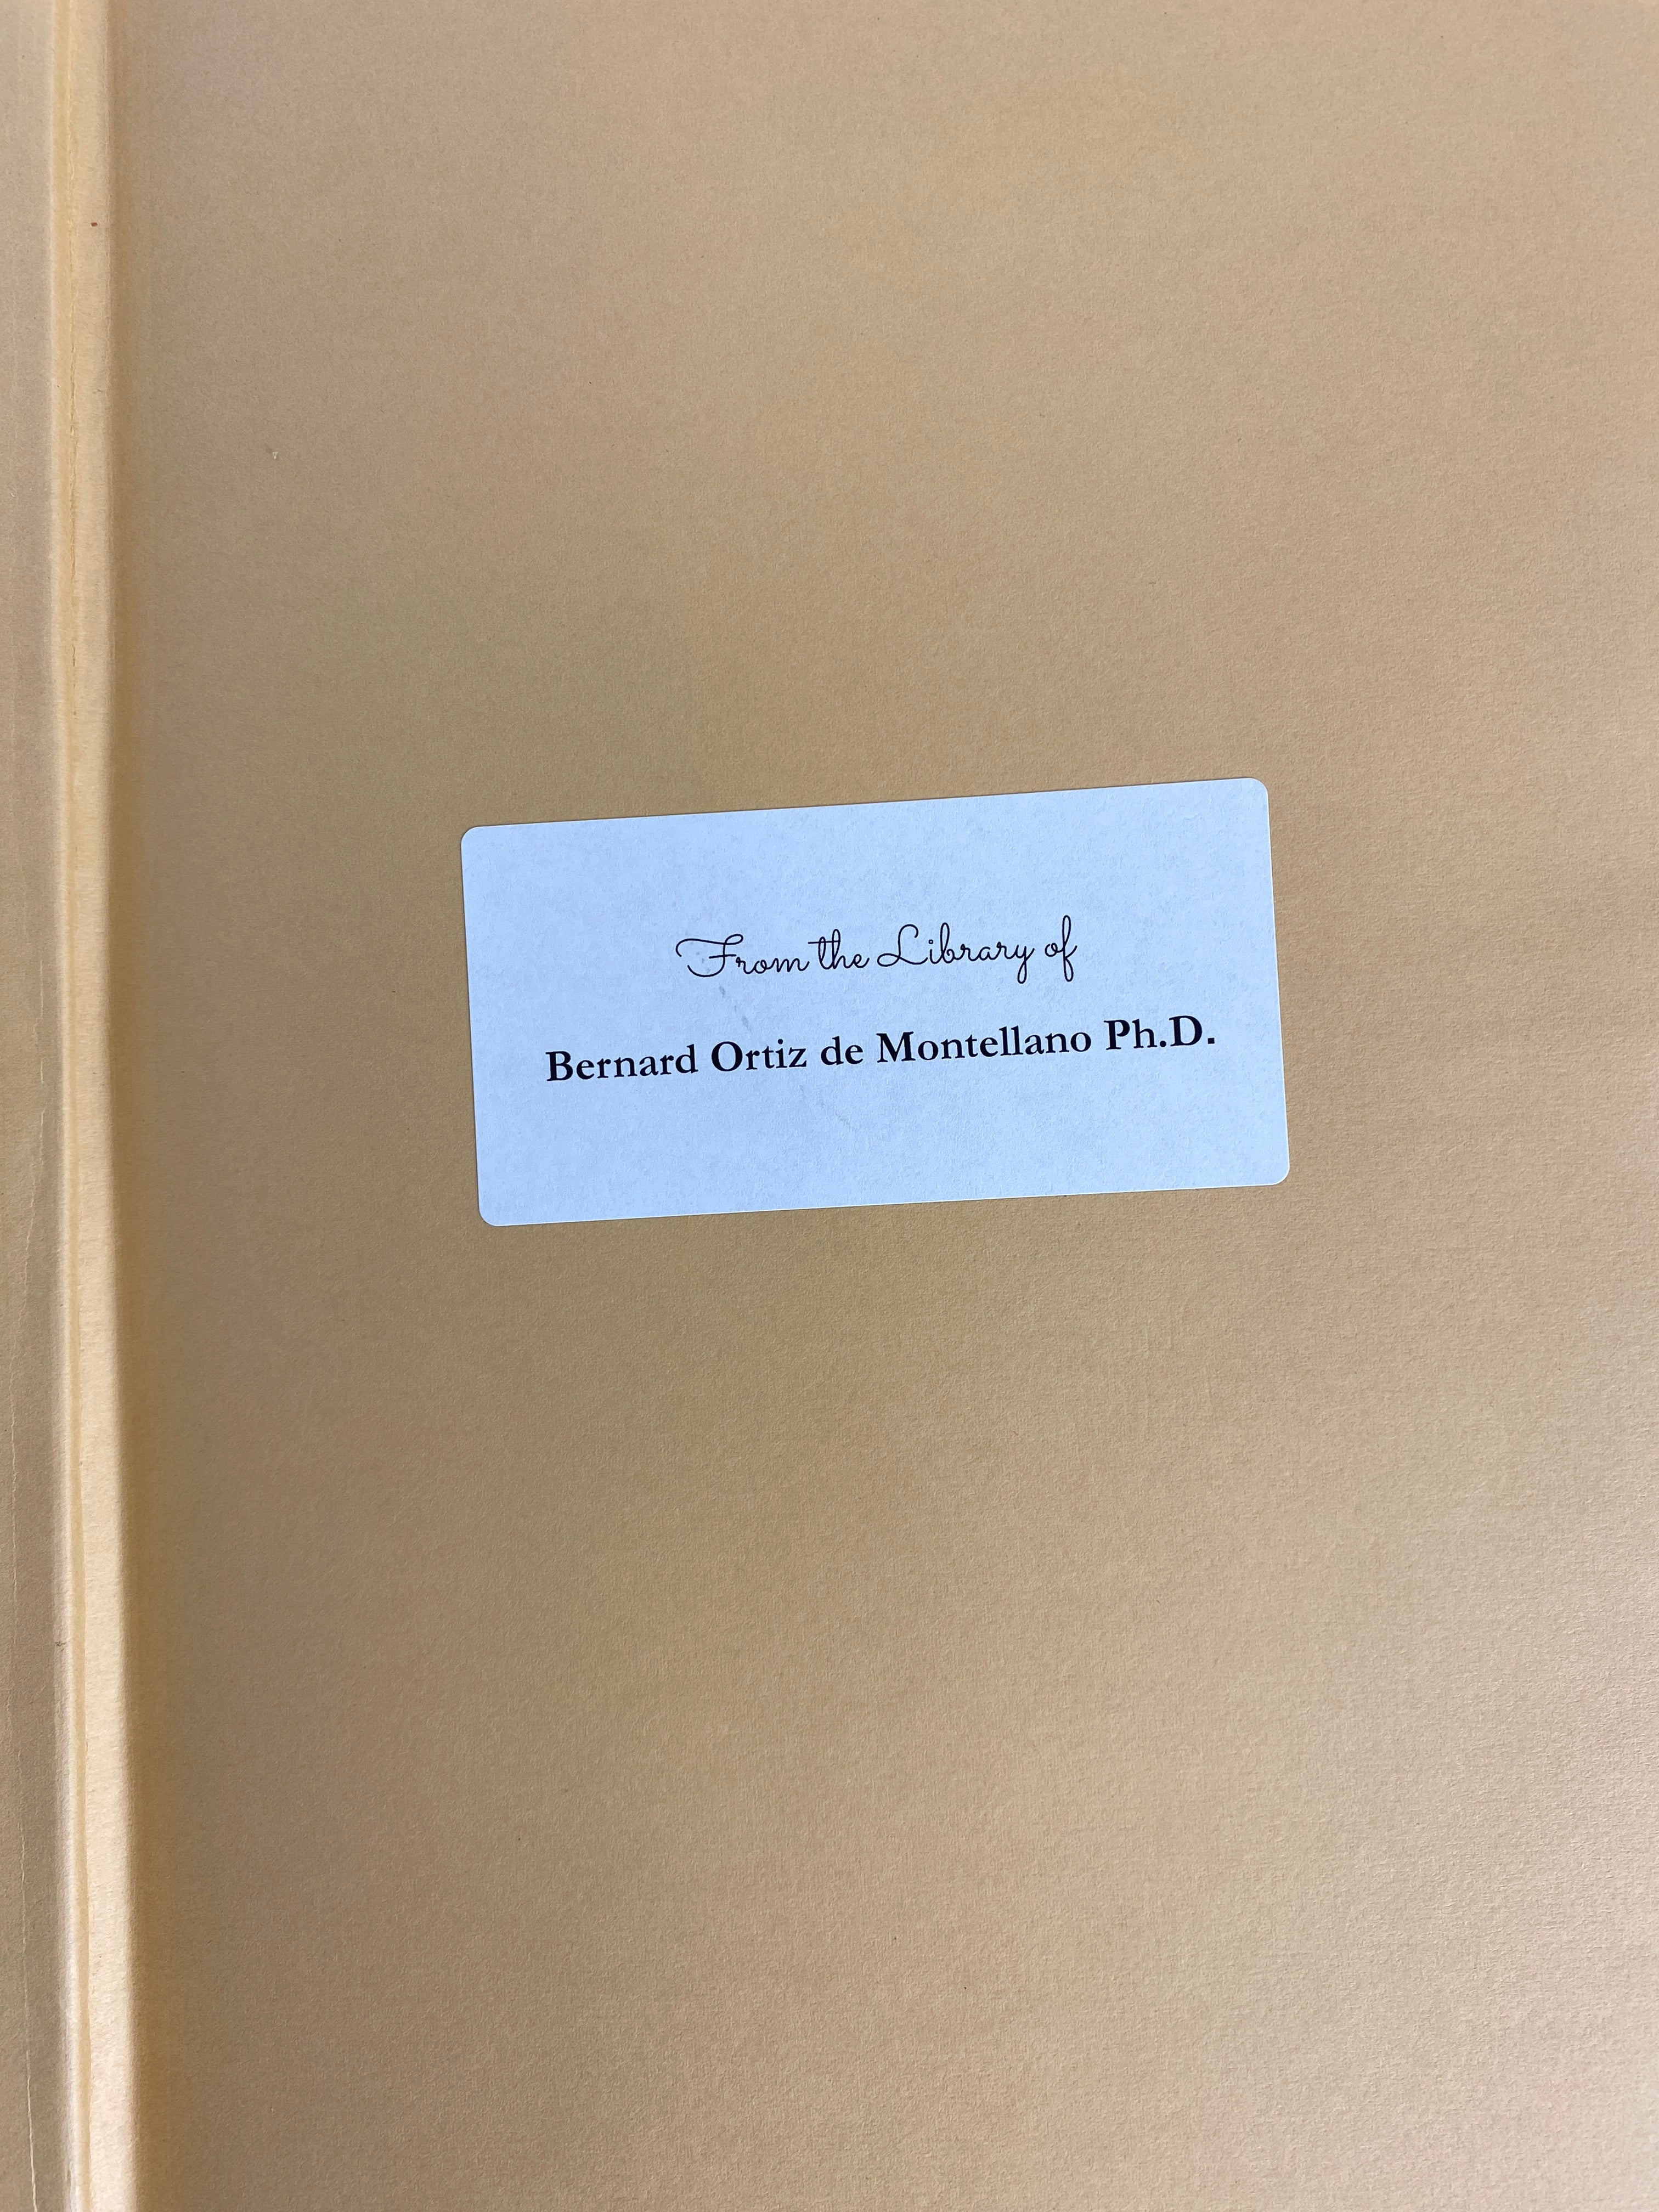 From the Library of
Bernard Ortiz de Montellano Ph.D.